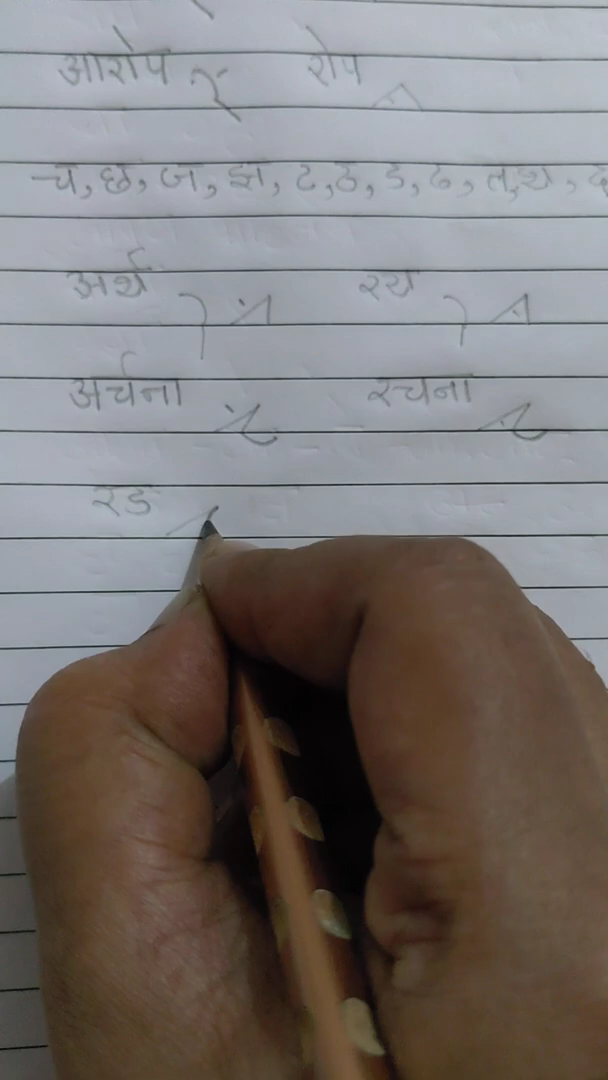 आरोप रोप
च, छ, ज, झ, ट, ठ, ड, ढ, त, थ, द
अर्थ रथ
अर्चना रचना
रड